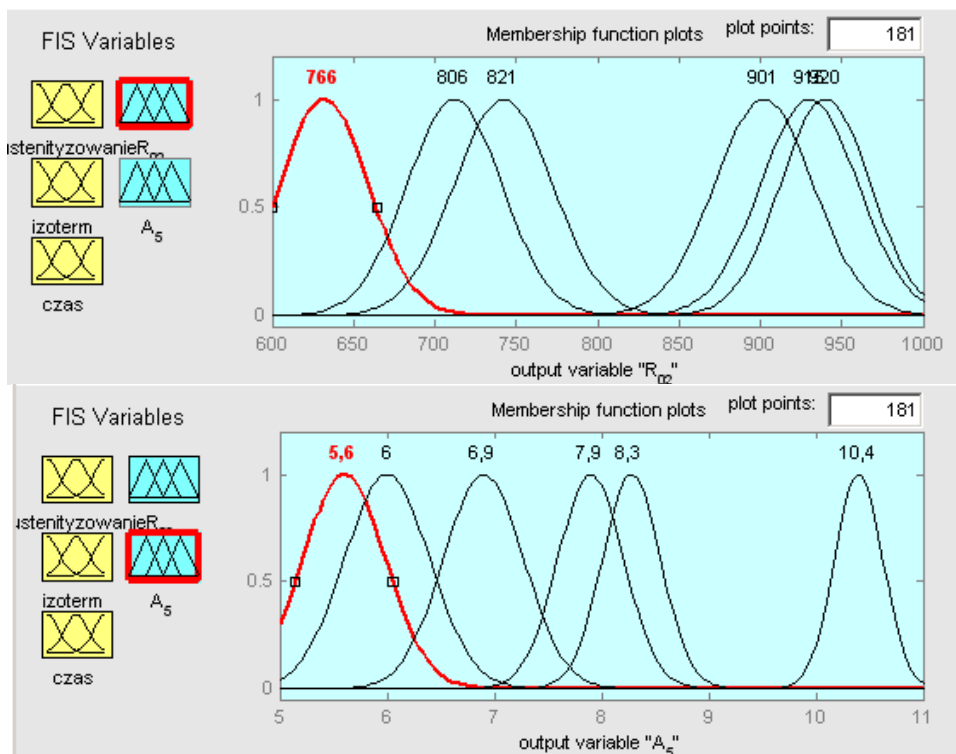 FIS Variables
Membership function plots
plot points:
181
766 806 821 901
1
0.5
0
600 650 700 750 800 850 900 950 1000
output variable "R₀₂"
izoterm
A₅
czas
FIS Variables
Membership function plots
plot points:
181
5,6 6 6,9 7,9 8,3 10,4
1
0.5
0
5 6 7 8 9 10 11
output variable "A₅"
izoterm
A₅
czas